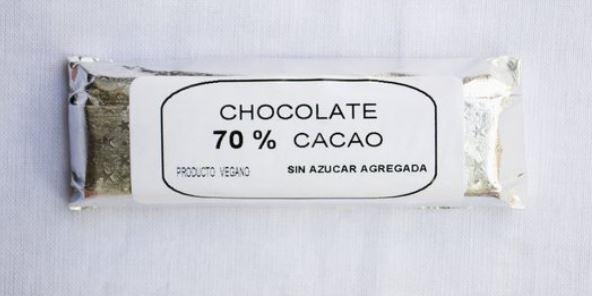 CHOCOLATE
70 % CACAO
PRODUCTO VEGANO SIN AZUCAR AGREGADA